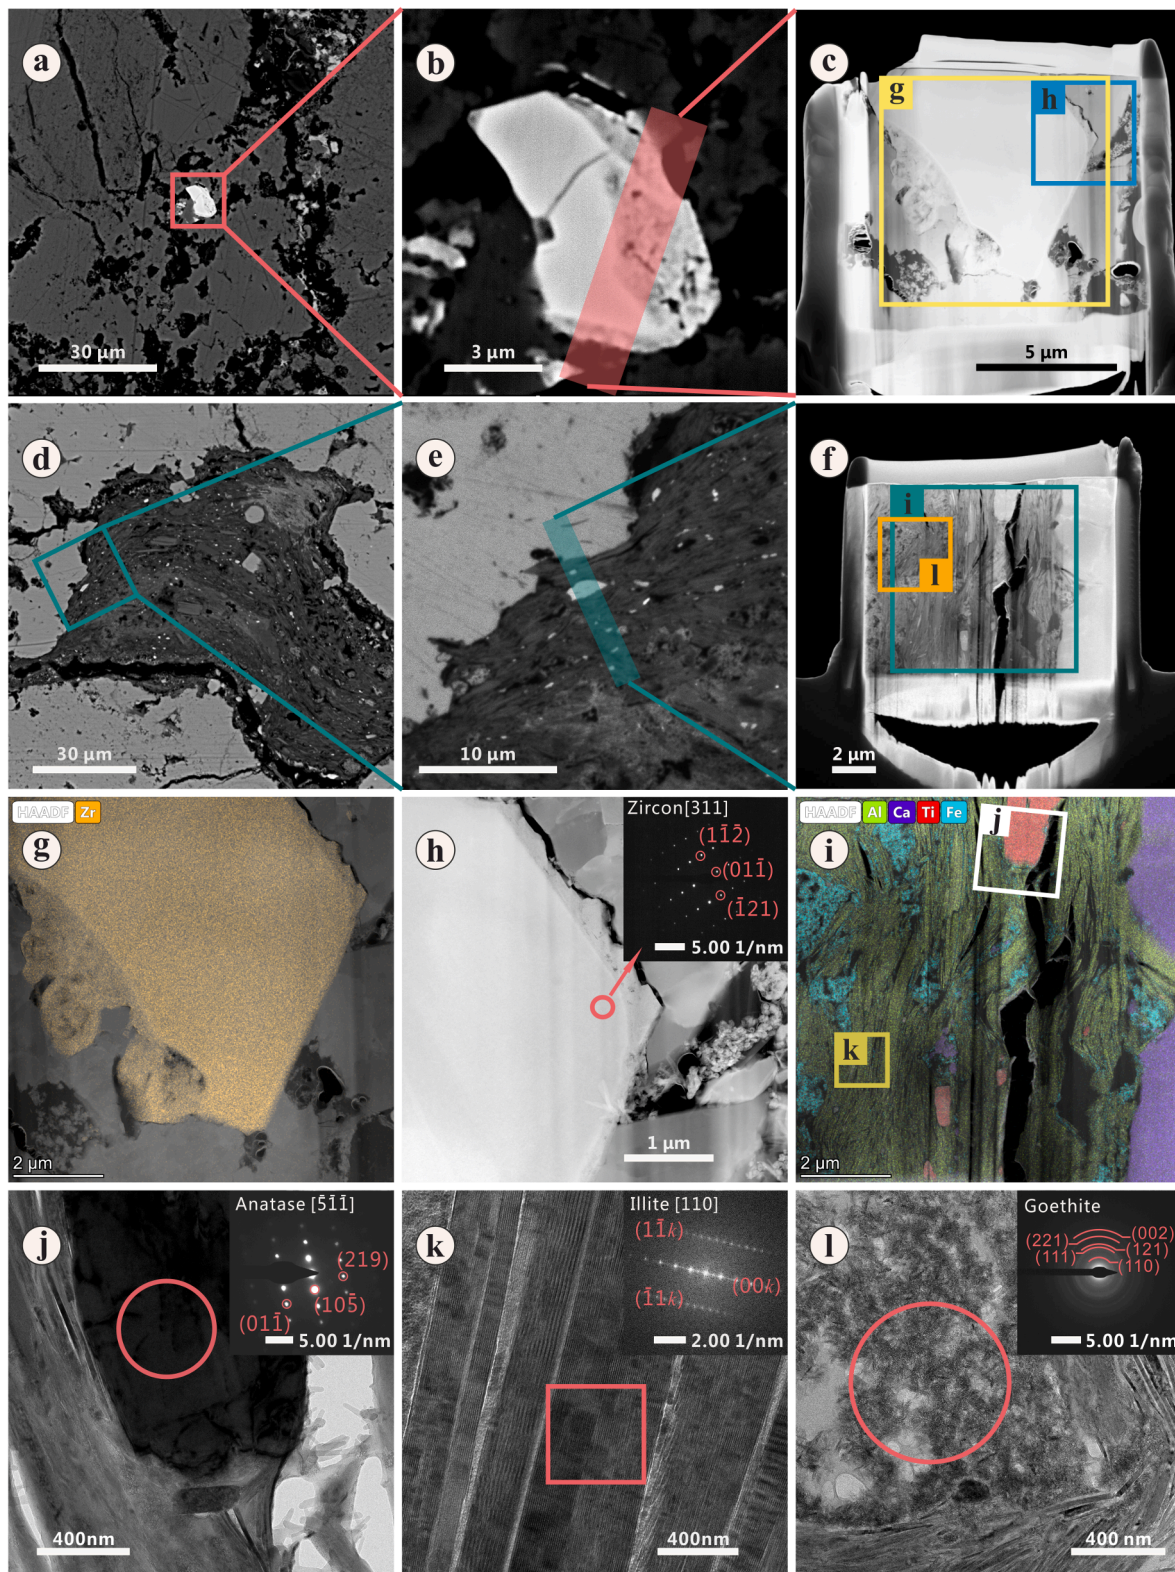 a
30 μm
b
3 μm
c
g
h
5 μm
d
30 μm
e
10 μm
f
i
l
2 μm
HAADF Zr
g
2 μm
h
Zircon[311]
(11̄2̄)
(011̄)
(1̄21)
5.00 1/nm
1 μm
HAADF Al Ca Ti Fe
i
j
k
2 μm
j
Anatase [5̄1̄1̄]
(219)
(105̄)
(011̄)
5.00 1/nm
400nm
k
Illite [110]
(11̄k)
(00k)
(1̄1k)
2.00 1/nm
400nm
l
Goethite
(221) (002)
(111) (121)
(110)
5.00 1/nm
400 nm